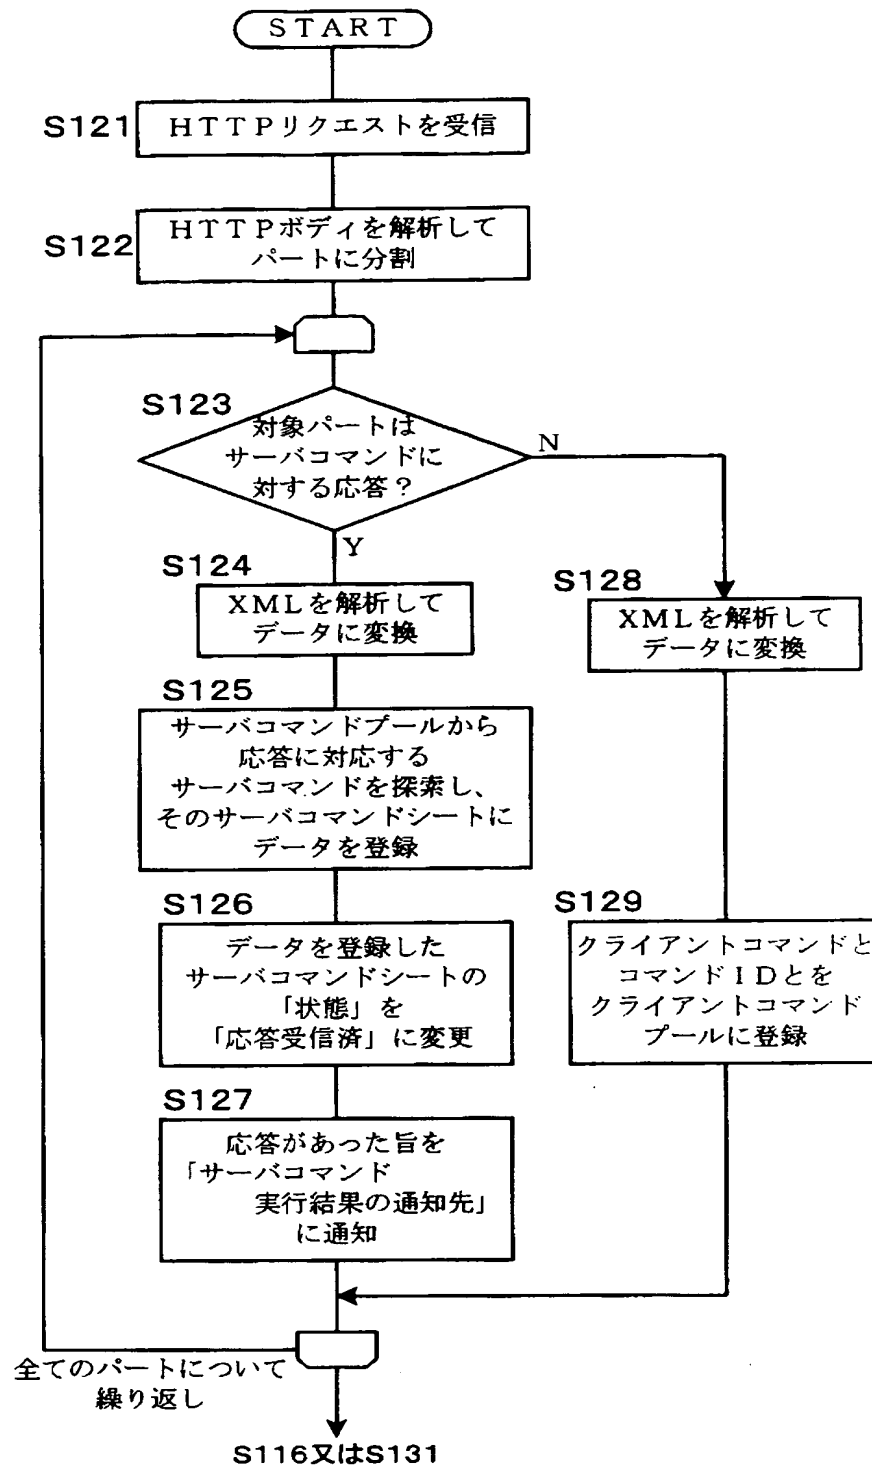 START
S121
HTTPリクエストを受信
S122
HTTPボディを解析して
パートに分割
S123
対象パートは
サーバコマンドに
対する応答？
N
Y
S124
XMLを解析して
データに変換
S125
サーバコマンドプールから
応答に対応する
サーバコマンドを探索し、
そのサーバコマンドシートに
データを登録
S126
データを登録した
サーバコマンドシートの
「状態」を
「応答受信済」に変更
S127
応答があった旨を
「サーバコマンド
実行結果の通知先」
に通知
S128
XMLを解析して
データに変換
S129
クライアントコマンドと
コマンドIDとを
クライアントコマンド
プールに登録
全てのパートについて
繰り返し
S116又はS131